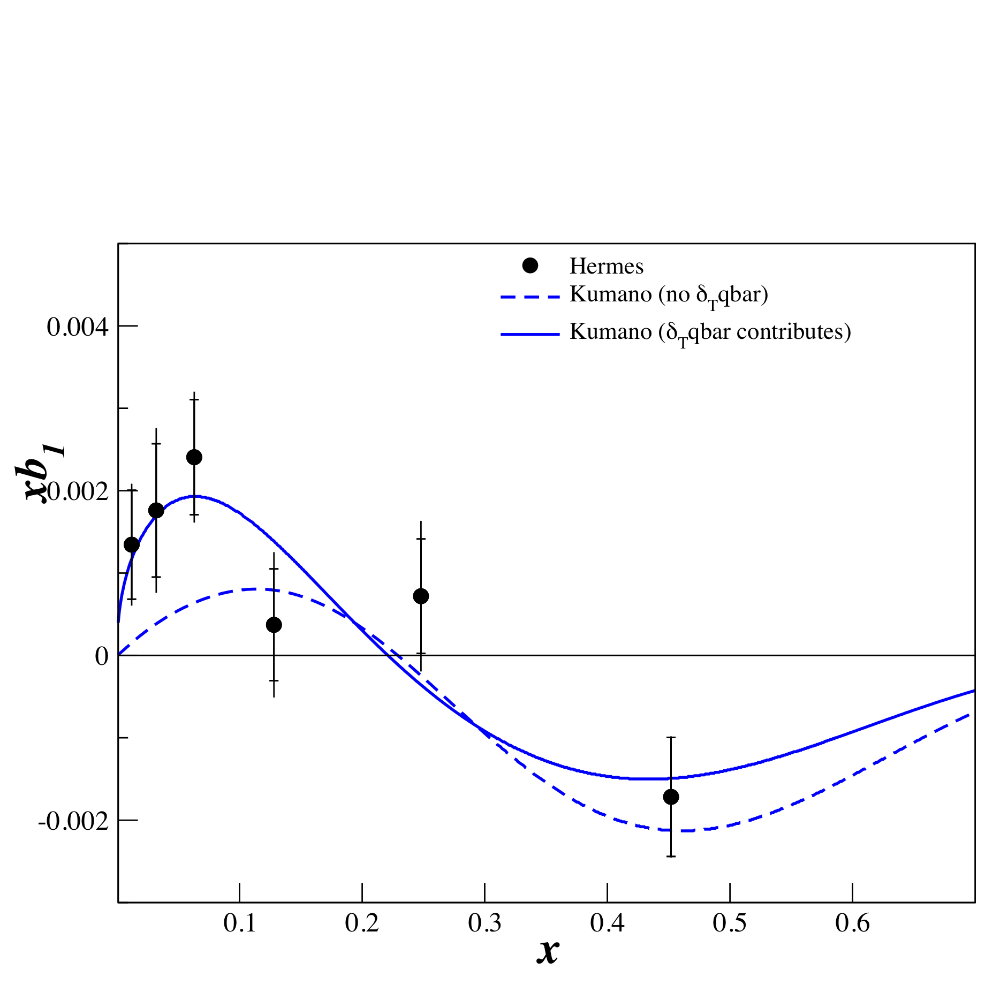 Hermes
Kumano (no δTqbar)
Kumano (δTqbar contributes)
0.004
0.002
0
-0.002
xb1
0.1 0.2 0.3 0.4 0.5 0.6
x